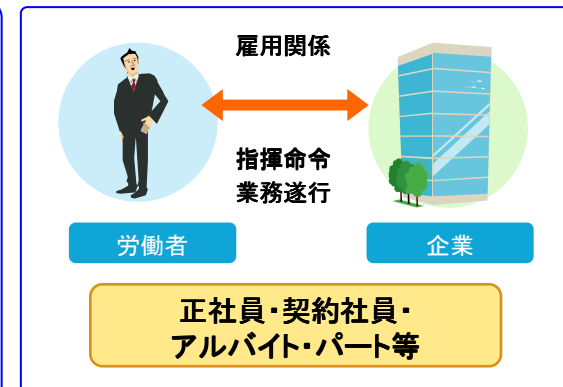 雇用関係
指揮命令
業務遂行
労働者
企業
正社員・契約社員・
アルバイト・パート等